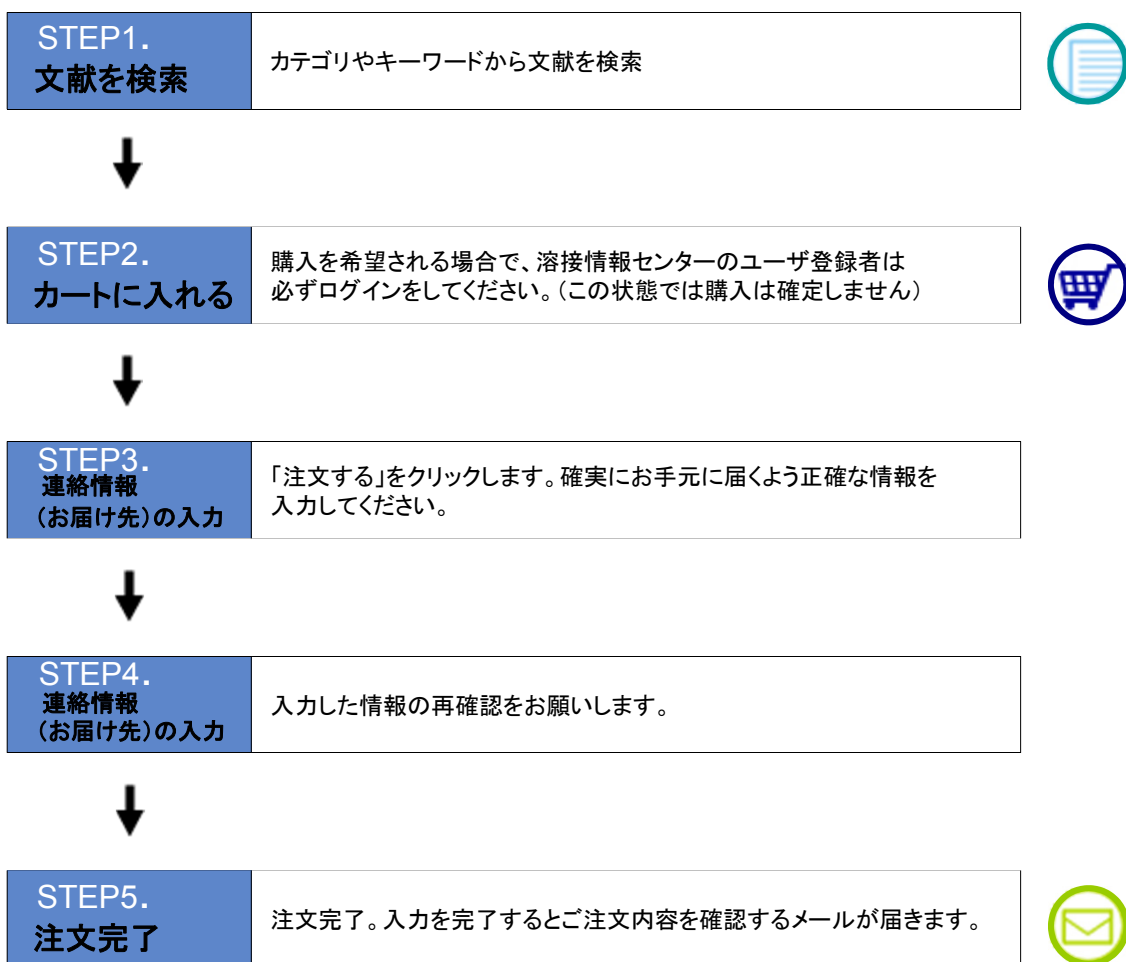 STEP1.
文献を検索
カテゴリやキーワードから文献を検索
STEP2.
カートに入れる
購入を希望される場合で、溶接情報センターのユーザ登録者は
必ずログインをしてください。(この状態では購入は確定しません)
STEP3.
連絡情報
(お届け先)の入力
「注文する」をクリックします。確実にお手元に届くよう正確な情報を
入力してください。
STEP4.
連絡情報
(お届け先)の入力
入力した情報の再確認をお願いします。
STEP5.
注文完了
注文完了。入力を完了するとご注文内容を確認するメールが届きます。